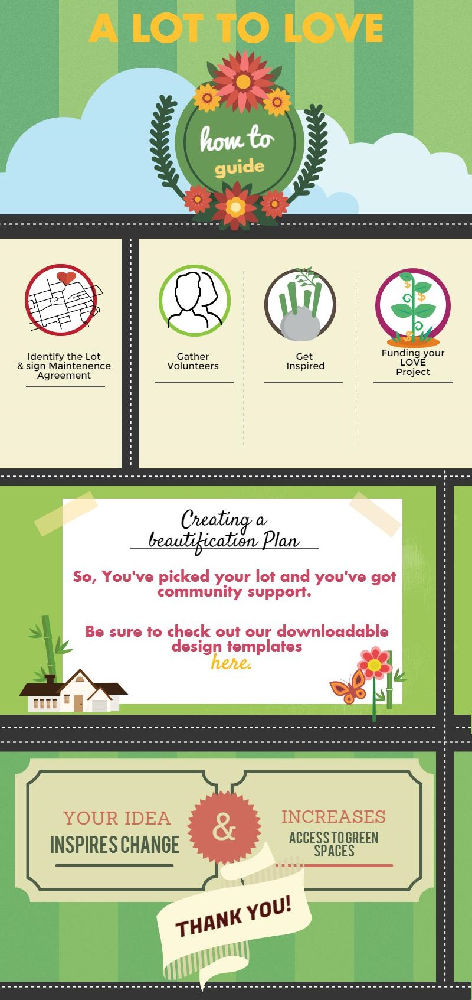 A LOT TO LOVE
how to
guide
Identify the Lot
& sign Maintenence
Agreement
Gather
Volunteers
Get
Inspired
Funding your
LOVE
Project
Creating a
beautification Plan
So, You've picked your lot and you've got
community support.
Be sure to check out our downloadable
design templates
here.
YOUR IDEA
INSPIRES CHANGE
&
INCREASES
ACCESS TO GREEN
SPACES
THANK YOU!